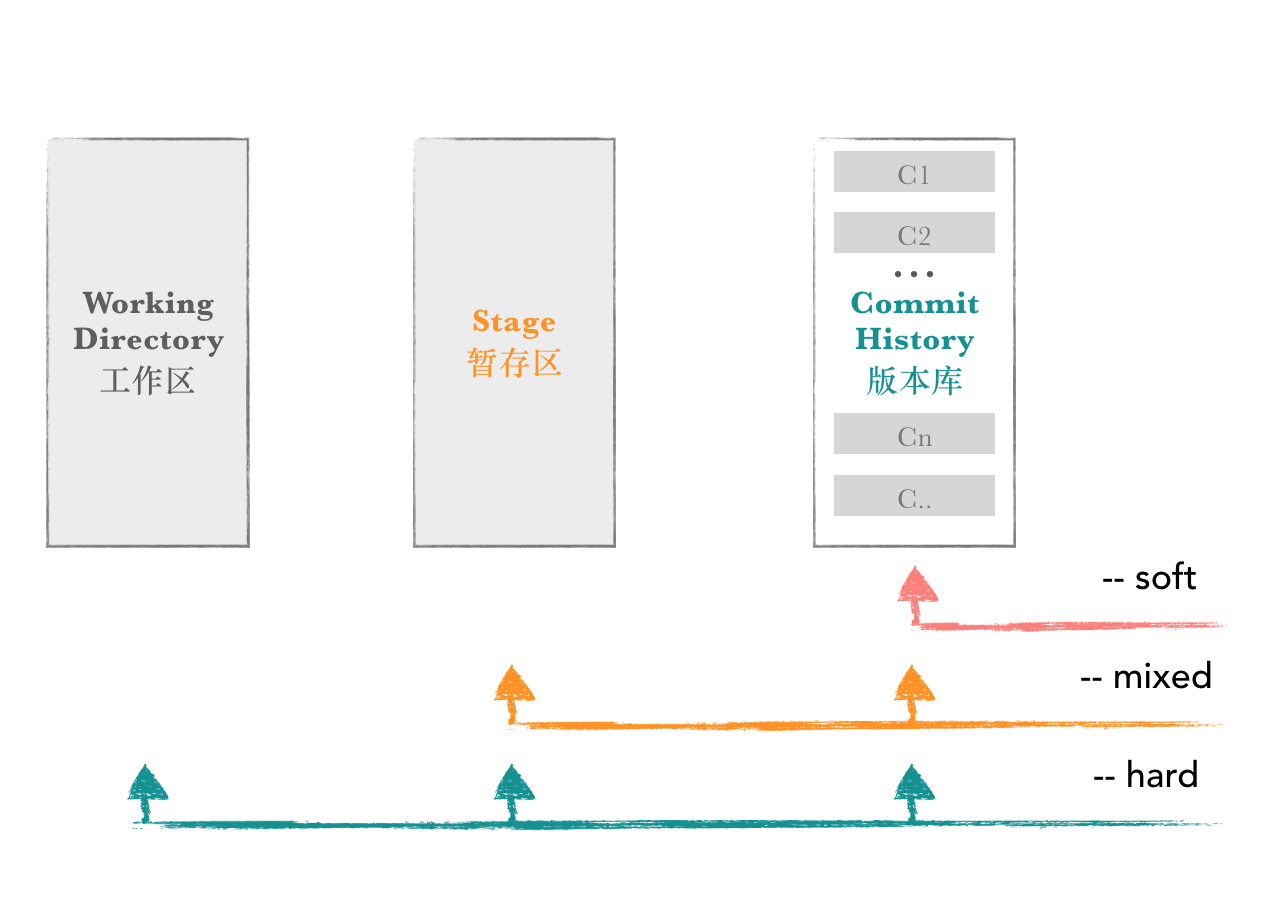 Working
Directory
工作区
Stage
暂存区
C1
C2
...
Commit
History
版本库
Cn
C..
-- soft
-- mixed
-- hard